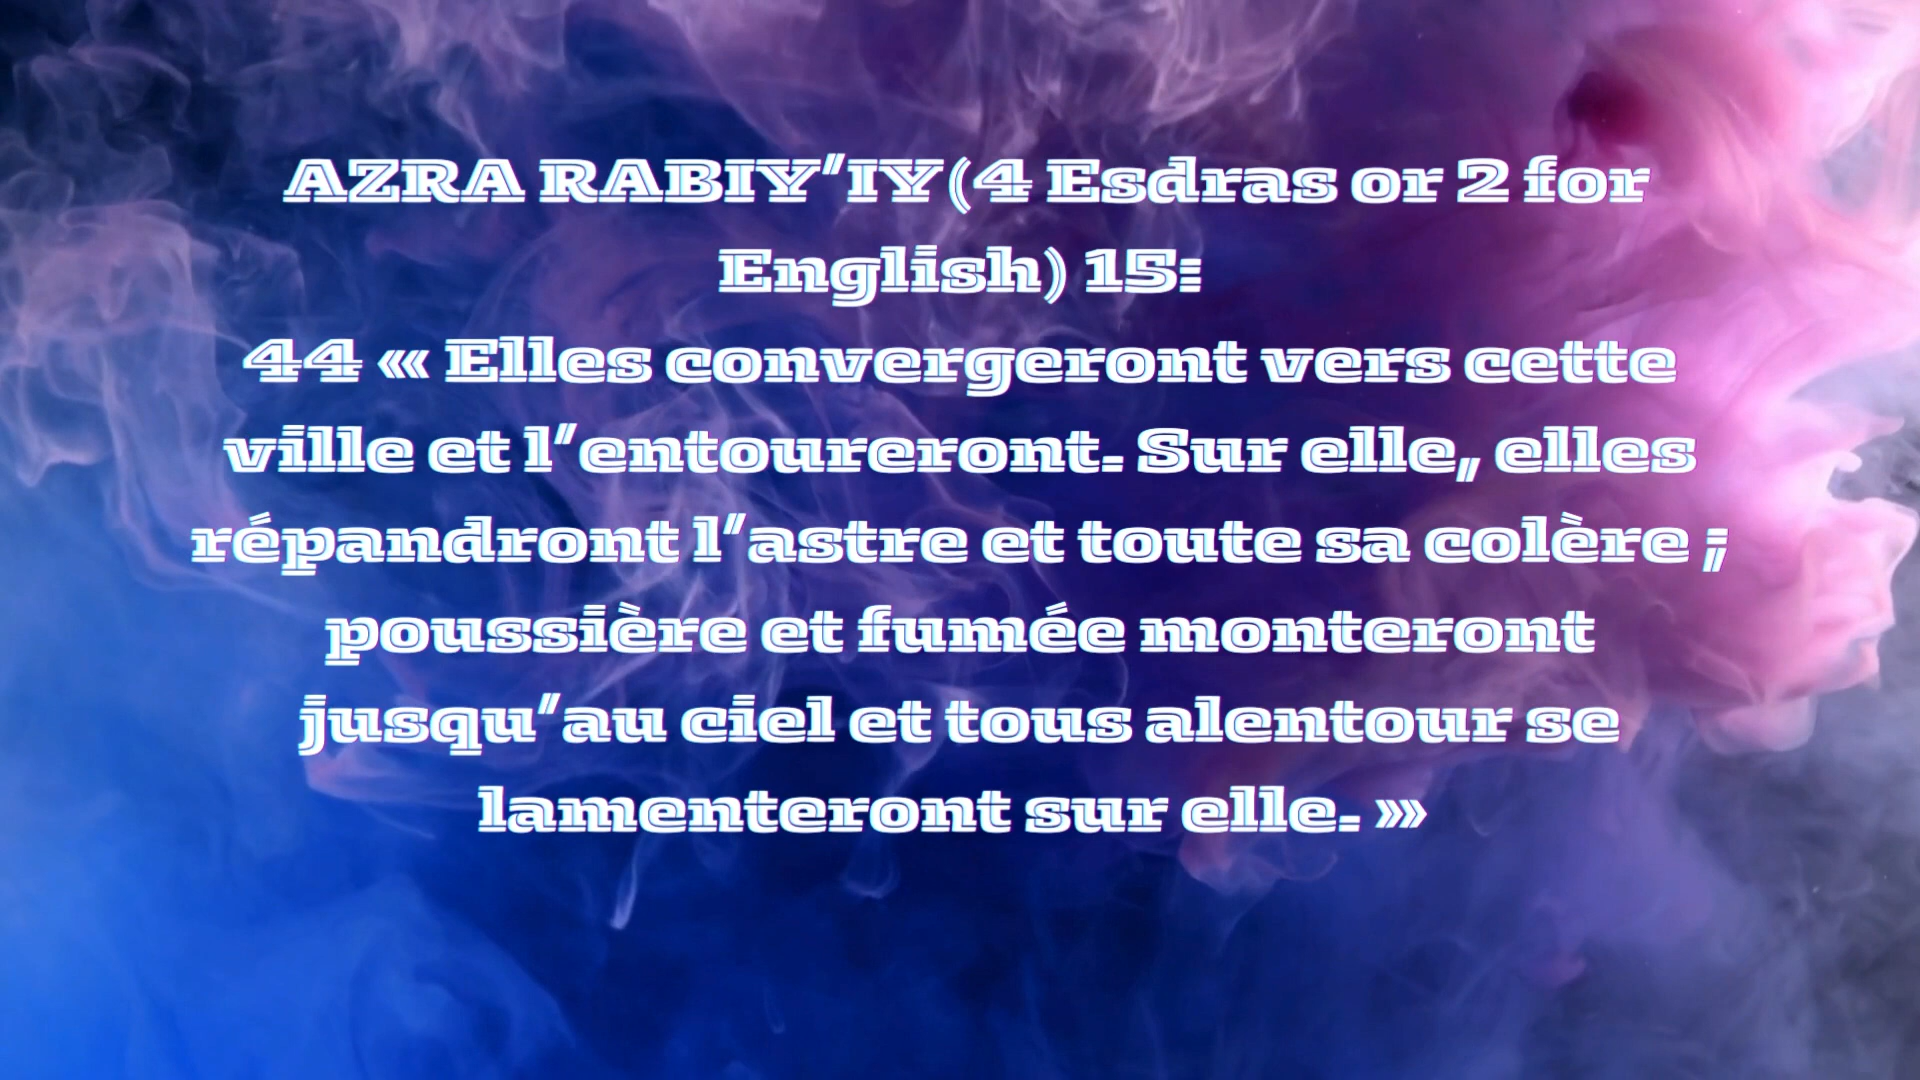 AZRA RABIY'IY(4 Esdras or 2 for
English) 15:
44 « Elles convergeront vers cette
ville et l'entoureront. Sur elle, elles
répandront l'astre et toute sa colère ;
poussière et fumée monteront
jusqu'au ciel et tous alentour se
lamenteront sur elle. »